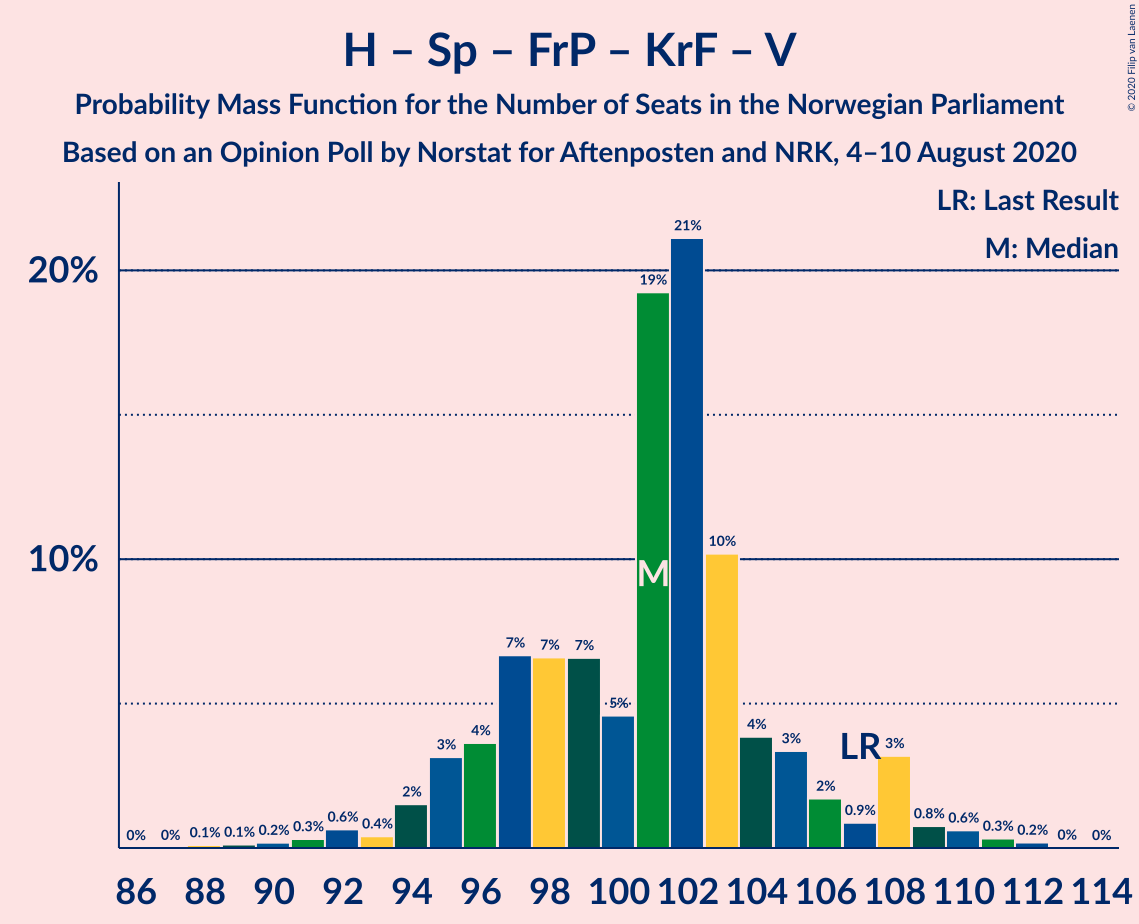 © 2020 Filip van Laenen
H – Sp – FrP – KrF – V
Probability Mass Function for the Number of Seats in the Norwegian Parliament
Based on an Opinion Poll by Norstat for Aftenposten and NRK, 4–10 August 2020
LR: Last Result
M: Median
20%
10%
0% 0% 0.1% 0.1% 0.2% 0.3% 0.6% 0.4% 2% 3% 4% 7% 7% 7% 5% 19% 21% 10% 4% 3% 2% 0.9% 3% 0.8% 0.6% 0.3% 0.2% 0% 0%
M
LR
86 88 90 92 94 96 98 100 102 104 106 108 110 112 114